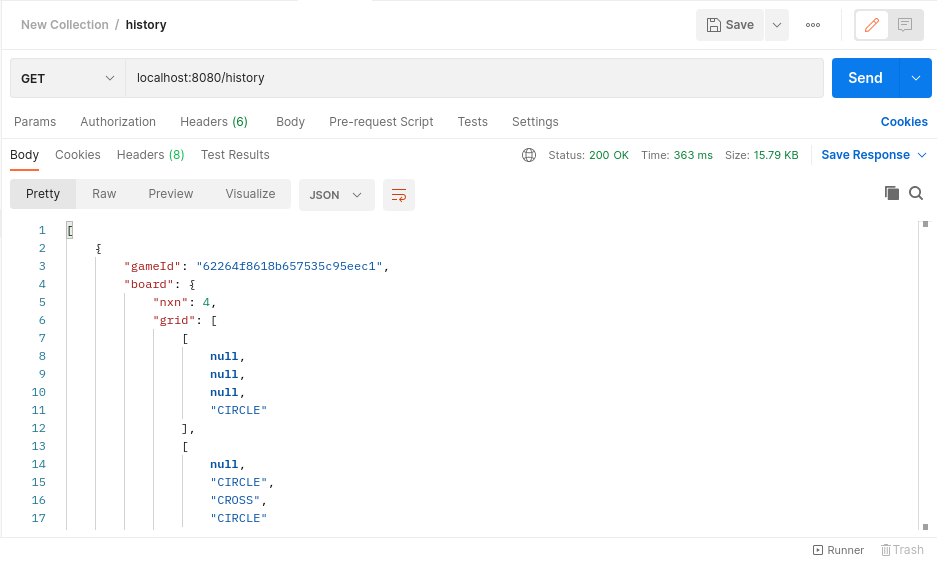 New Collection / history
Save
GET
localhost:8080/history
Send
Params Authorization Headers (6) Body Pre-request Script Tests Settings Cookies
Body Cookies Headers (8) Test Results Status: 200 OK Time: 363 ms Size: 15.79 KB Save Response
Pretty Raw Preview Visualize JSON
1 [
2 {
3 "gameId": "62264f8618b657535c95eec1",
4 "board": {
5 "nxn": 4,
6 "grid": [
7 [
8 null,
9 null,
10 null,
11 "CIRCLE"
12 ],
13 [
14 null,
15 "CIRCLE",
16 "CROSS",
17 "CIRCLE"
Runner Trash